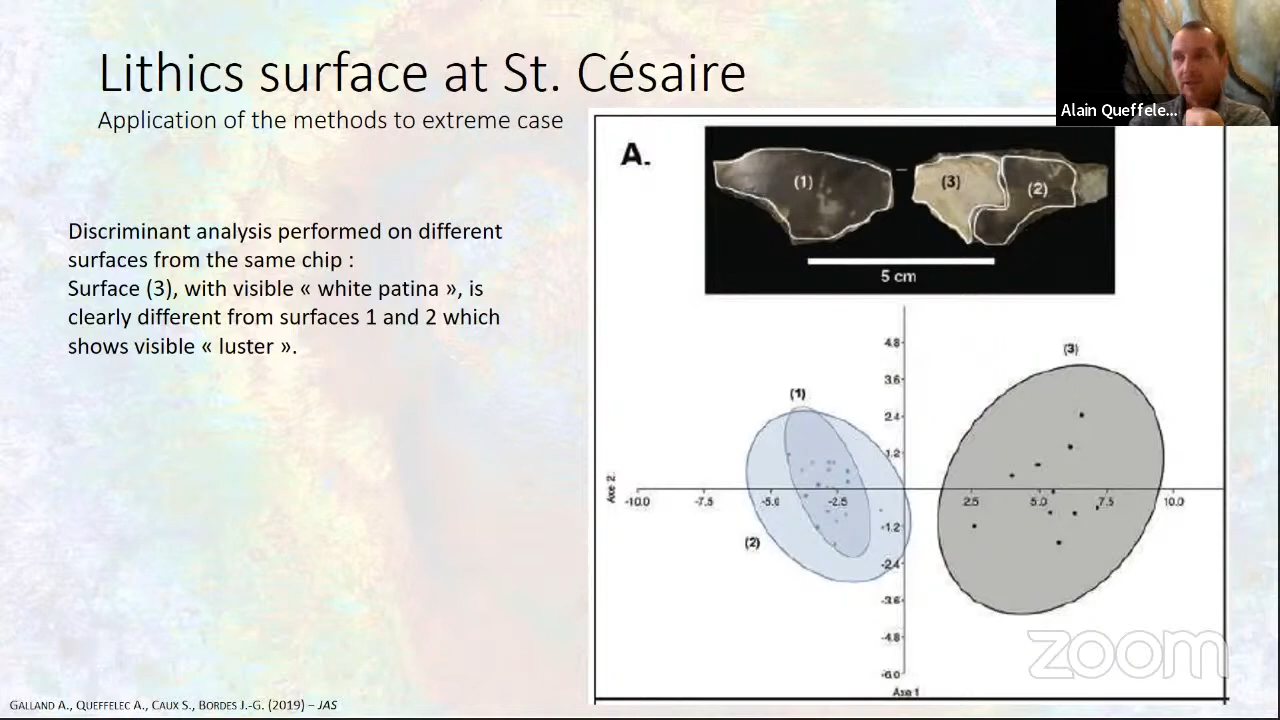 Lithics surface at St. Césaire
Application of the methods to extreme case
Alain Queffele...
Discriminant analysis performed on different
surfaces from the same chip :
Surface (3), with visible « white patina », is
clearly different from surfaces 1 and 2 which
shows visible « luster ».
A.
(1)
(3)
(2)
5 cm
4.8
(3)
3.6
(1)
2.4
1.2
Axe 2
-10.0 -7.5 -5.0 -2.5 2.5 5.0 7.5 10.0
-1.2
(2)
-2.4
-3.6
-4.8
-6.0
Axe 1
zoom
GALLAND A., QUEFFELEC A., CAUX S., BORDES J.-G. (2019) – JAS